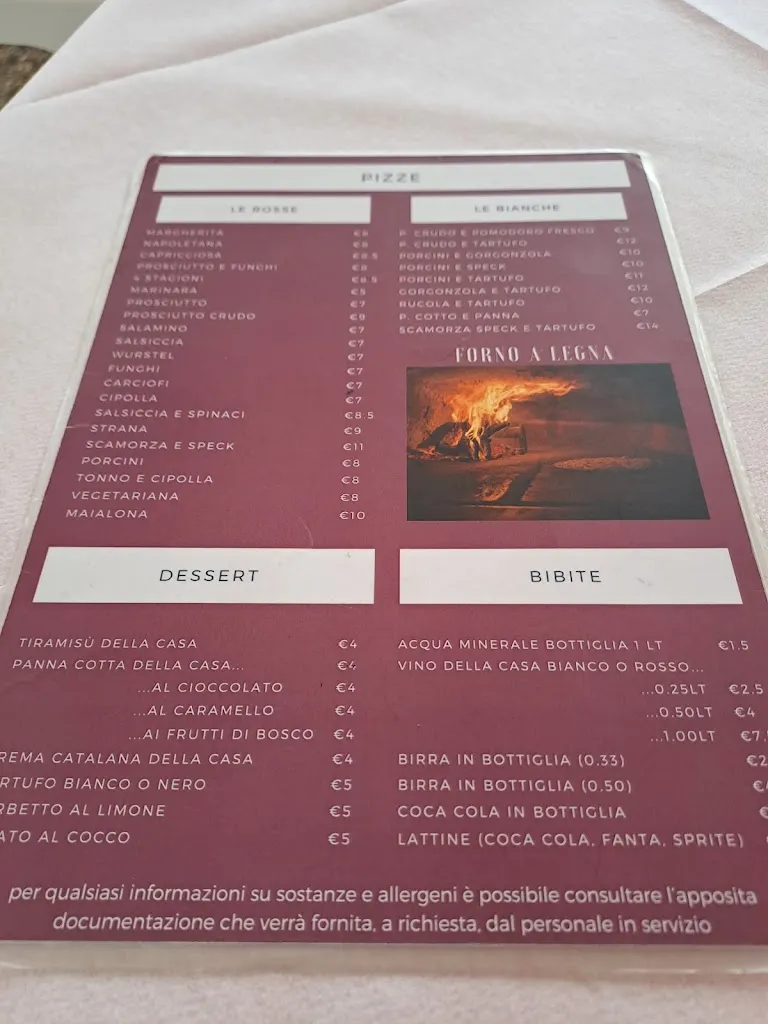 PIZZE
LE ROSSE
MARGHERITA €6
NAPOLETANA €8
CAPRICCIOSA €8.5
PROSCIUTTO E FUNGHI €8
4 STAGIONI €8.5
MARINARA €5
PROSCIUTTO €7
PROSCIUTTO CRUDO €9
SALAMINO €7
SALSICCIA €7
WURSTEL €7
FUNGHI €7
CARCIOFI €7
CIPOLLA €7
SALSICCIA E SPINACI €8.5
STRANA €9
SCAMORZA E SPECK €11
PORCINI €8
TONNO E CIPOLLA €8
VEGETARIANA €8
MAIALONA €10
LE BIANCHE
P. CRUDO E POMODORO FRESCO €9
P. CRUDO E TARTUFO €12
PORCINI E GORGONZOLA €10
PORCINI E SPECK €10
PORCINI E TARTUFO €11
GORGONZOLA E TARTUFO €12
RUCOLA E TARTUFO €10
P. COTTO E PANNA €7
SCAMORZA SPECK E TARTUFO €14
FORNO A LEGNA
DESSERT
TIRAMISÙ DELLA CASA €4
PANNA COTTA DELLA CASA... €4
...AL CIOCCOLATO €4
...AL CARAMELLO €4
...AI FRUTTI DI BOSCO €4
REMA CATALANA DELLA CASA €4
RTUFO BIANCO O NERO €5
RBETTO AL LIMONE €5
ATO AL COCCO €5
BIBITE
ACQUA MINERALE BOTTIGLIA 1 LT €1.5
VINO DELLA CASA BIANCO O ROSSO...
...0.25LT €2.5
...0.50LT €4
...1.00LT €7.
BIRRA IN BOTTIGLIA (0.33) €2
BIRRA IN BOTTIGLIA (0.50) €
COCA COLA IN BOTTIGLIA €
LATTINE (COCA COLA, FANTA, SPRITE)
per qualsiasi informazioni su sostanze e allergeni è possibile consultare l'apposita
documentazione che verrà fornita, a richiesta, dal personale in servizio